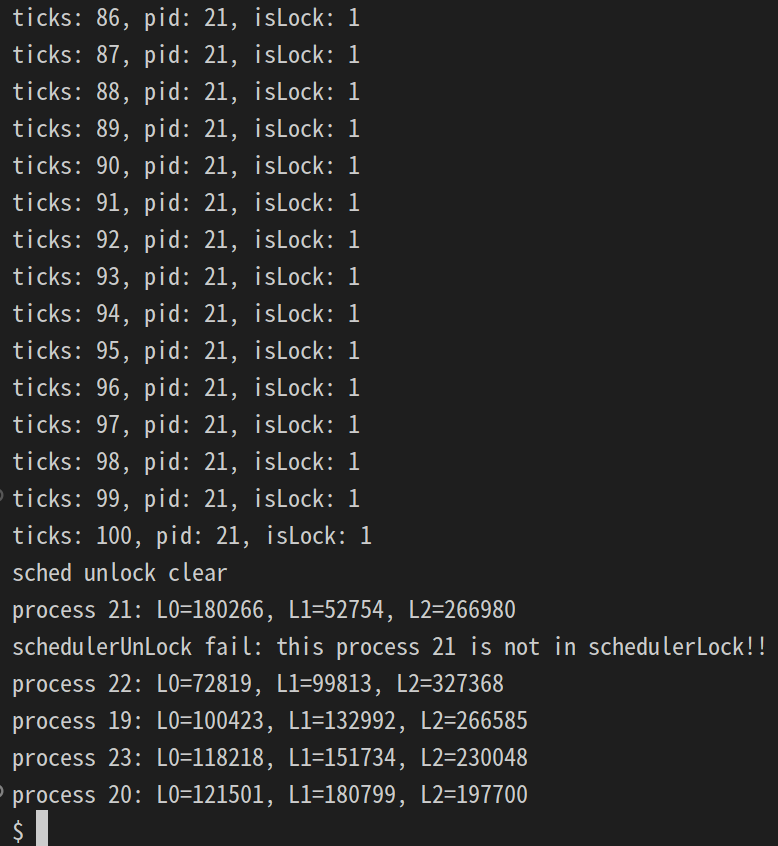 ticks: 86, pid: 21, isLock: 1
ticks: 87, pid: 21, isLock: 1
ticks: 88, pid: 21, isLock: 1
ticks: 89, pid: 21, isLock: 1
ticks: 90, pid: 21, isLock: 1
ticks: 91, pid: 21, isLock: 1
ticks: 92, pid: 21, isLock: 1
ticks: 93, pid: 21, isLock: 1
ticks: 94, pid: 21, isLock: 1
ticks: 95, pid: 21, isLock: 1
ticks: 96, pid: 21, isLock: 1
ticks: 97, pid: 21, isLock: 1
ticks: 98, pid: 21, isLock: 1
ticks: 99, pid: 21, isLock: 1
ticks: 100, pid: 21, isLock: 1
sched unlock clear
process 21: L0=180266, L1=52754, L2=266980
schedulerUnLock fail: this process 21 is not in schedulerLock!!
process 22: L0=72819, L1=99813, L2=327368
process 19: L0=100423, L1=132992, L2=266585
process 23: L0=118218, L1=151734, L2=230048
process 20: L0=121501, L1=180799, L2=197700
$